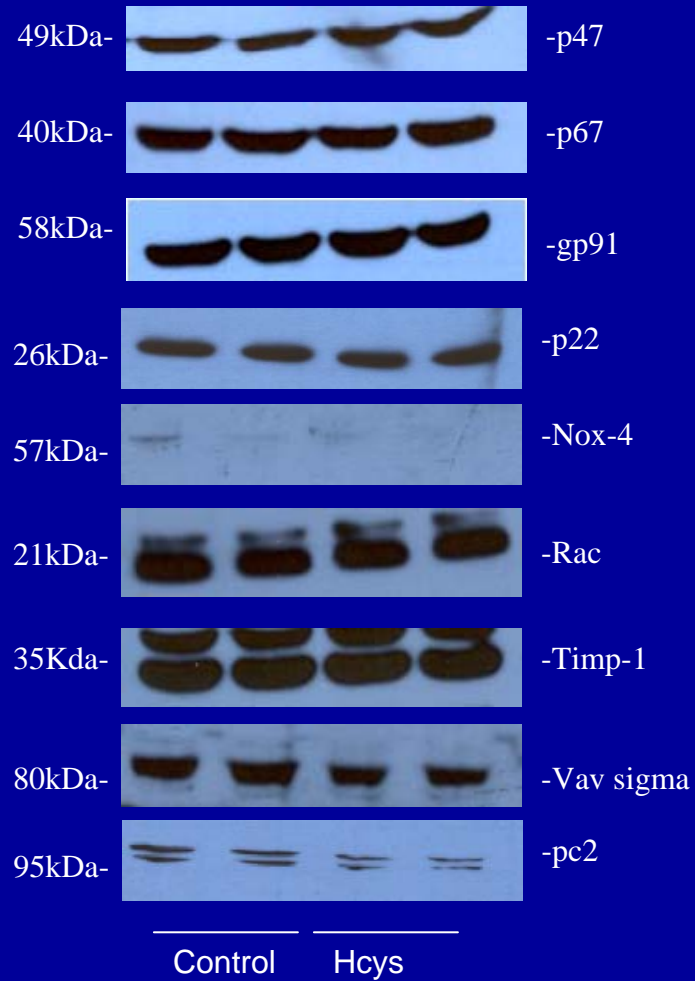 49kDa- -p47
40kDa- -p67
58kDa- -gp91
26kDa- -p22
57kDa- -Nox-4
21kDa- -Rac
35Kda- -Timp-1
80kDa- -Vav sigma
95kDa- -pc2
Control Hcys